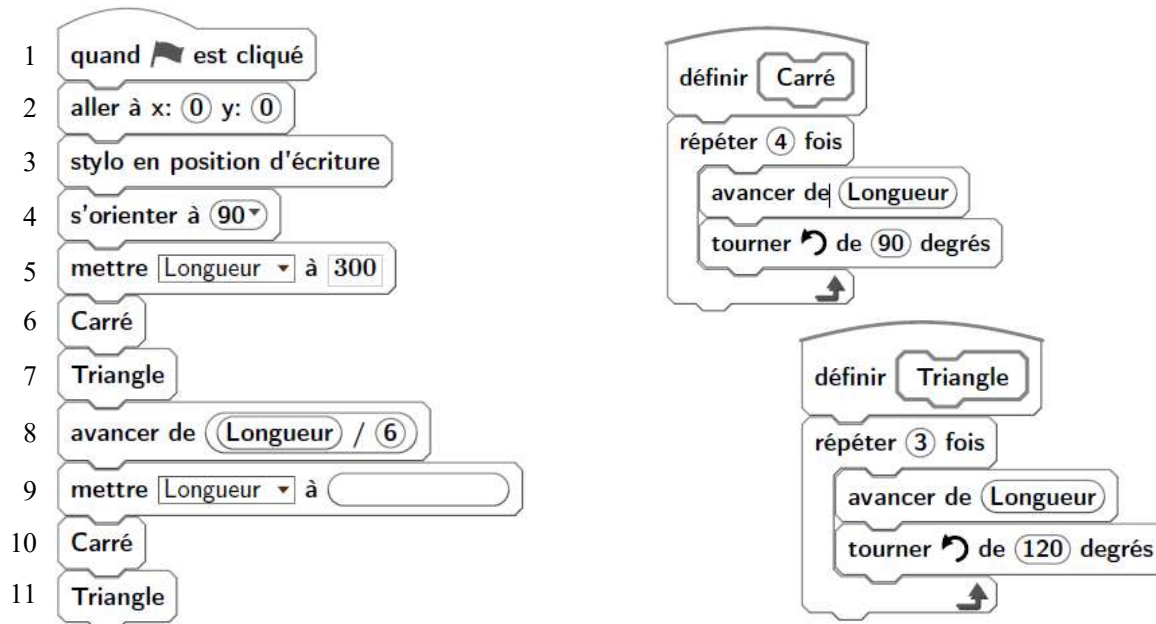 1 quand est cliqué
2 aller à x: 0 y: 0
3 stylo en position d'écriture
4 s'orienter à 90
5 mettre Longueur à 300
6 Carré
7 Triangle
8 avancer de Longueur / 6
9 mettre Longueur à
10 Carré
11 Triangle
définir Carré
répéter 4 fois
avancer de Longueur
tourner de 90 degrés
définir Triangle
répéter 3 fois
avancer de Longueur
tourner de 120 degrés